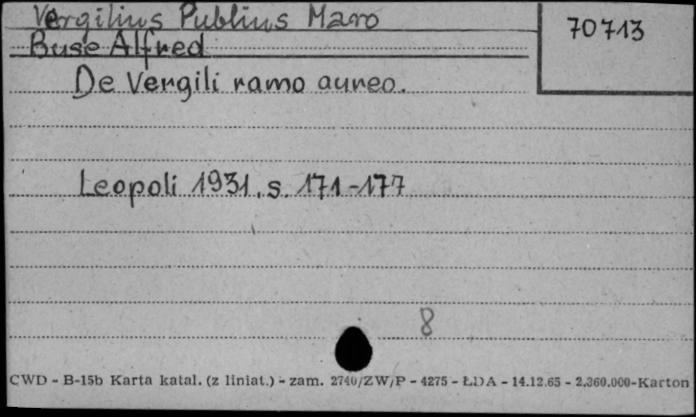 Vergilius Publius Maro
70713
Buse Alfred
De Vergili ramo aureo.
Leopoli 1931, s. 171-177
8
CWD - B-15b Karta katal. (z liniat.) - zam. 2740/ZW/P - 4275 - ŁDA - 14.12.65 - 2.360.000-Karton